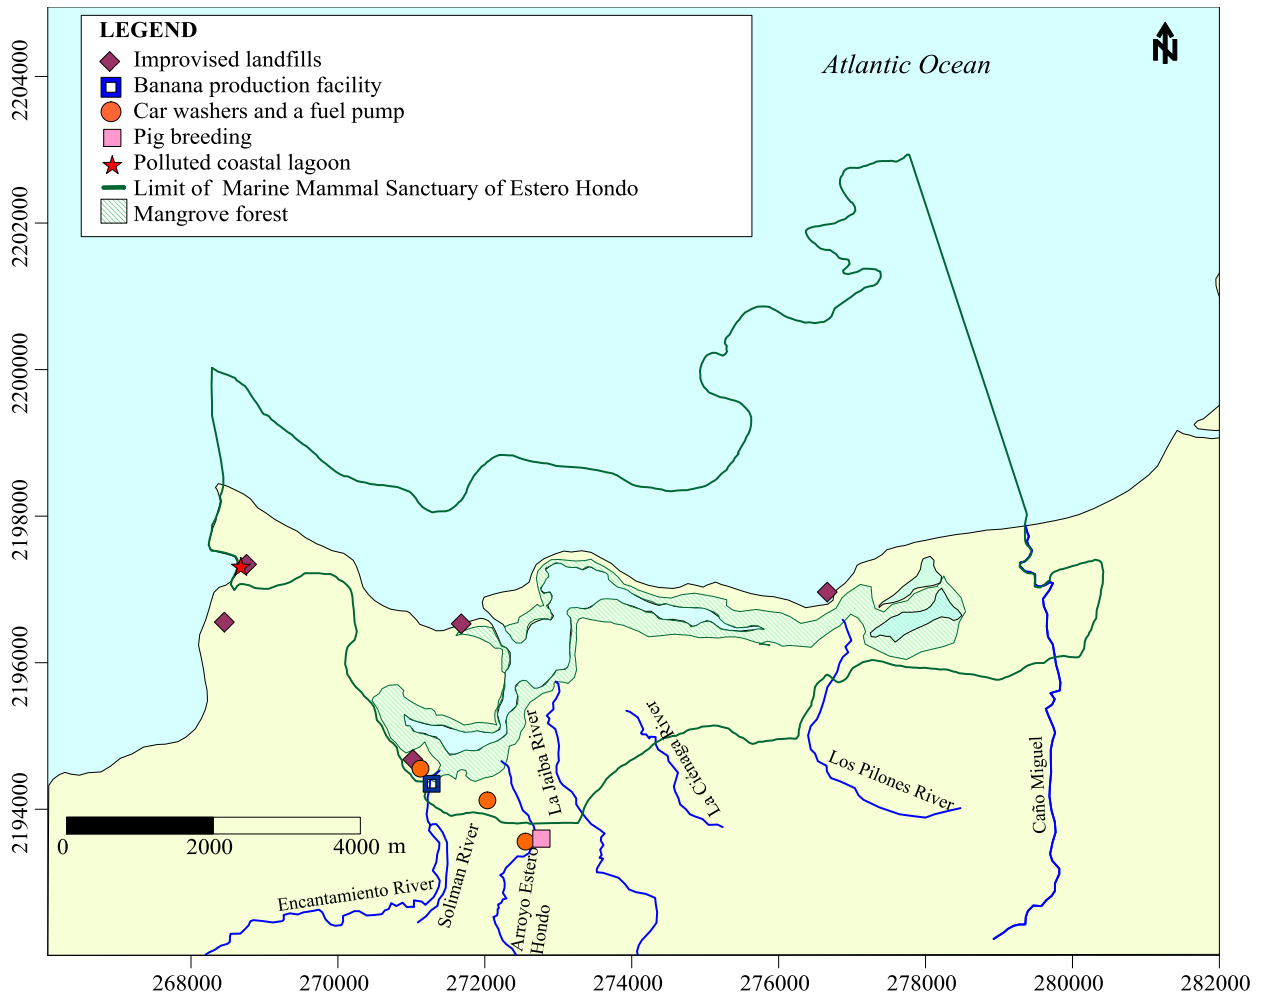 LEGEND
Improvised landfills
Banana production facility
Car washers and a fuel pump
Pig breeding
Polluted coastal lagoon
Limit of Marine Mammal Sanctuary of Estero Hondo
Mangrove forest
Atlantic Ocean
N
2204000
2202000
2200000
2198000
2196000
2194000
La Jaiba River
La Cienaga River
Los Pilones River
Caño Miguel
0 2000 4000 m
Encantamiento River
Soliman River
Arroyo Estero
Hondo
268000 270000 272000 274000 276000 278000 280000 282000